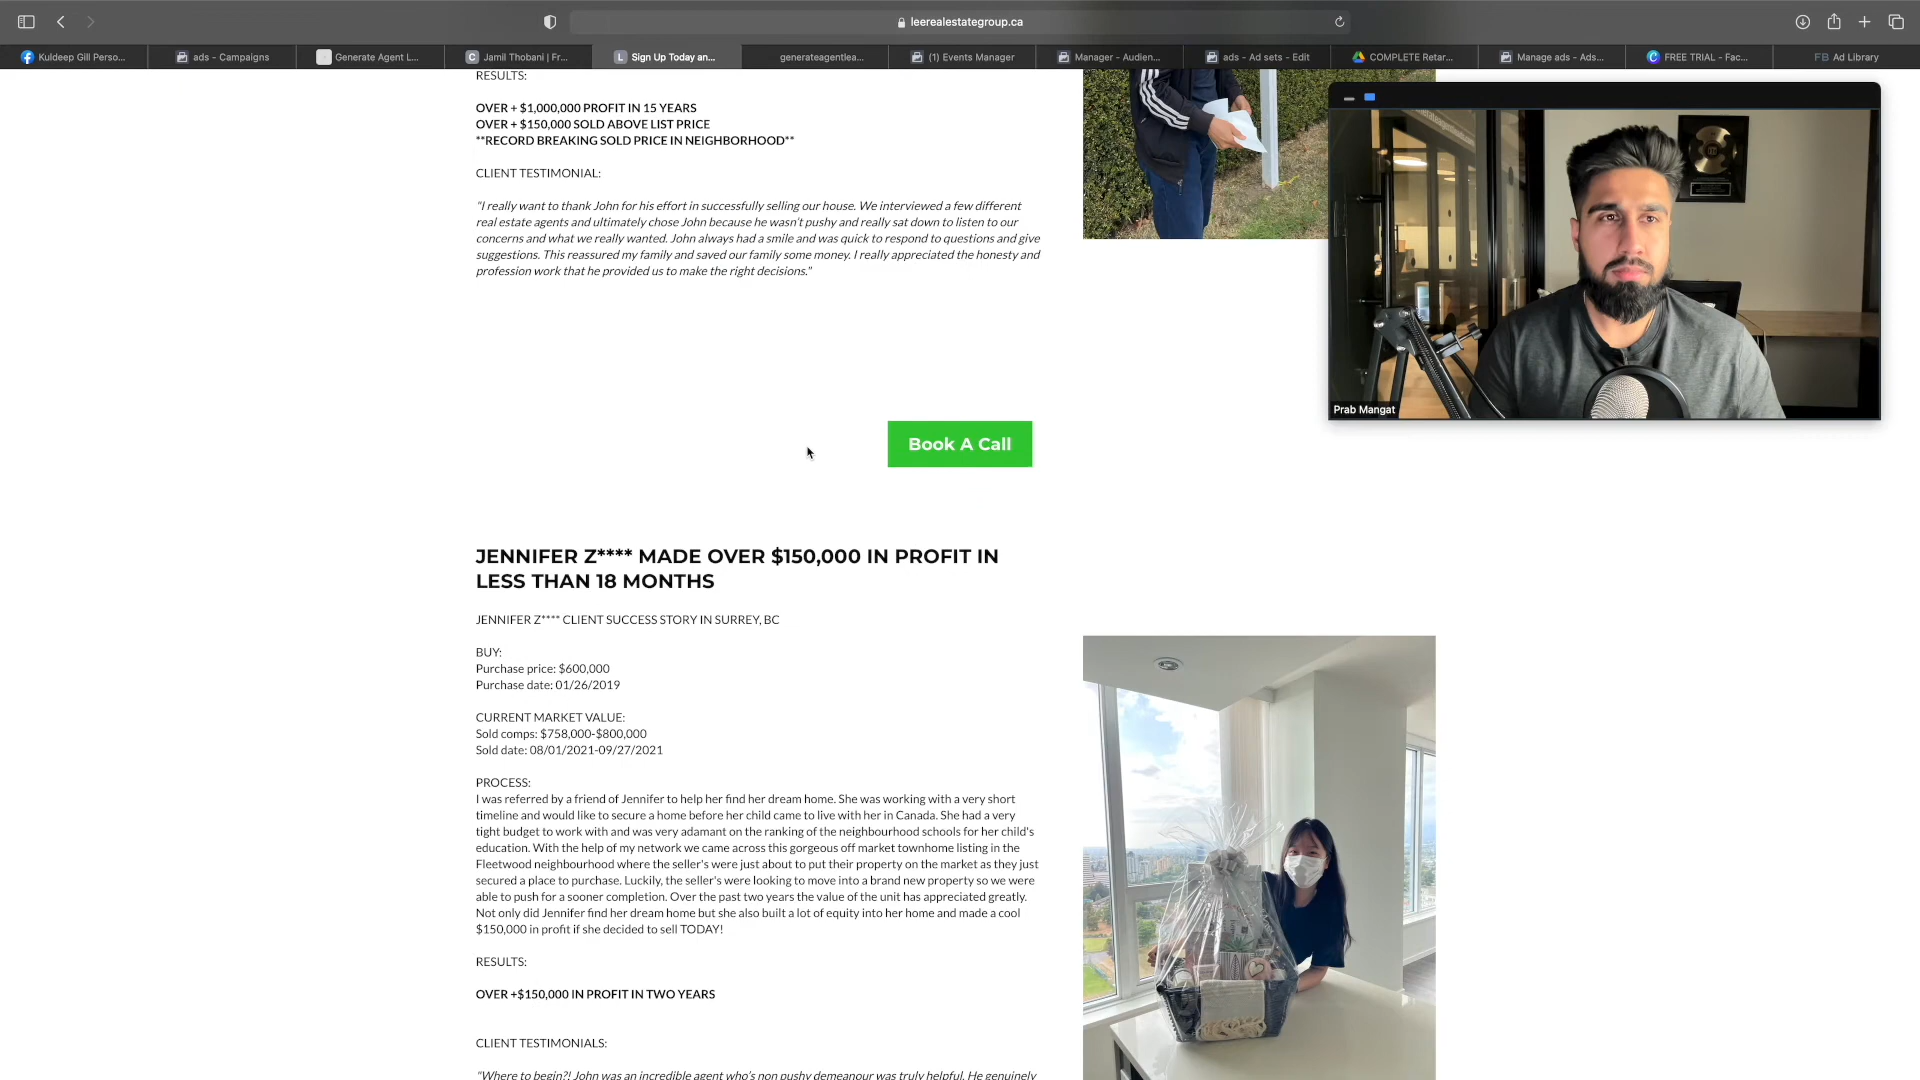 leerealestategroup.ca
Kuldeep Gill Perso...
ads - Campaigns
Generate Agent L...
Jamil Thobani | Fr...
Sign Up Today an...
generateagentlea...
(1) Events Manager
Manager - Audien...
ads - Ad sets - Edit
COMPLETE Retar...
Manage ads - Ads...
FREE TRIAL - Fac...
FB Ad Library
RESULTS:
OVER + $1,000,000 PROFIT IN 15 YEARS
OVER + $150,000 SOLD ABOVE LIST PRICE
**RECORD BREAKING SOLD PRICE IN NEIGHBORHOOD**
CLIENT TESTIMONIAL:
"I really want to thank John for his effort in successfully selling our house. We interviewed a few different
real estate agents and ultimately chose John because he wasn't pushy and really sat down to listen to our
concerns and what we really wanted. John always had a smile and was quick to respond to questions and give
suggestions. This reassured my family and saved our family some money. I really appreciated the honesty and
profession work that he provided us to make the right decisions."
Prab Mangat
Book A Call
JENNIFER Z**** MADE OVER $150,000 IN PROFIT IN
LESS THAN 18 MONTHS
JENNIFER Z**** CLIENT SUCCESS STORY IN SURREY, BC
BUY:
Purchase price: $600,000
Purchase date: 01/26/2019
CURRENT MARKET VALUE:
Sold comps: $758,000-$800,000
Sold date: 08/01/2021-09/27/2021
PROCESS:
I was referred by a friend of Jennifer to help her find her dream home. She was working with a very short
timeline and would like to secure a home before her child came to live with her in Canada. She had a very
tight budget to work with and was very adamant on the ranking of the neighbourhood schools for her child's
education. With the help of my network we came across this gorgeous off market townhome listing in the
Fleetwood neighbourhood where the seller's were just about to put their property on the market as they just
secured a place to purchase. Luckily, the seller's were looking to move into a brand new property so we were
able to push for a sooner completion. Over the past two years the value of the unit has appreciated greatly.
Not only did Jennifer find her dream home but she also built a lot of equity into her home and made a cool
$150,000 in profit if she decided to sell TODAY!
RESULTS:
OVER +$150,000 IN PROFIT IN TWO YEARS
CLIENT TESTIMONIALS:
"Where to begin?! John was an incredible agent who's non pushy demeanour was truly helpful. He genuinely